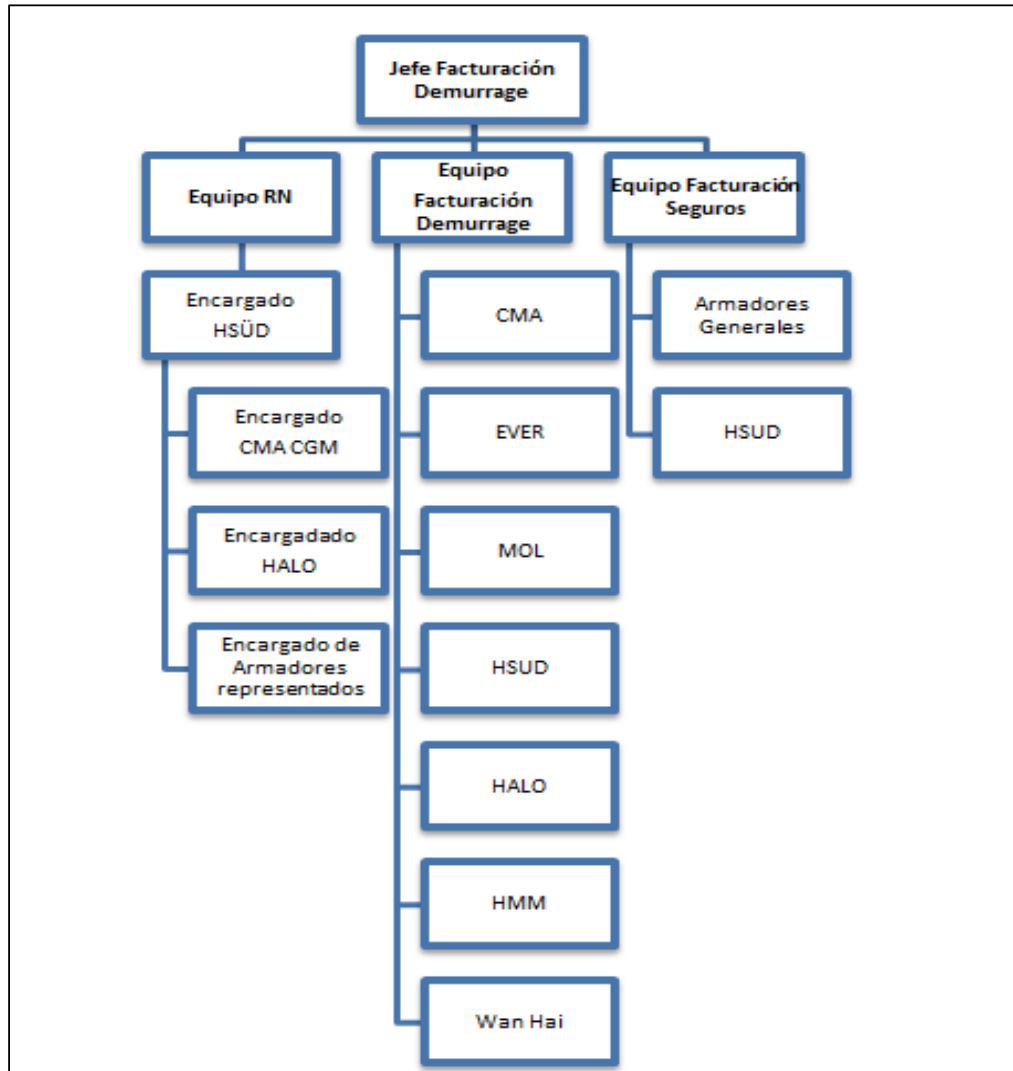 Jefe Facturación
Demurrage
Equipo RN
Equipo
Facturación
Demurrage
Equipo Facturación
Seguros
Encargado
HSÜD
Encargado
CMA CGM
Encargadado
HALO
Encargado de
Armadores
representados
CMA
EVER
MOL
HSUD
HALO
HMM
Wan Hai
Armadores
Generales
HSUD